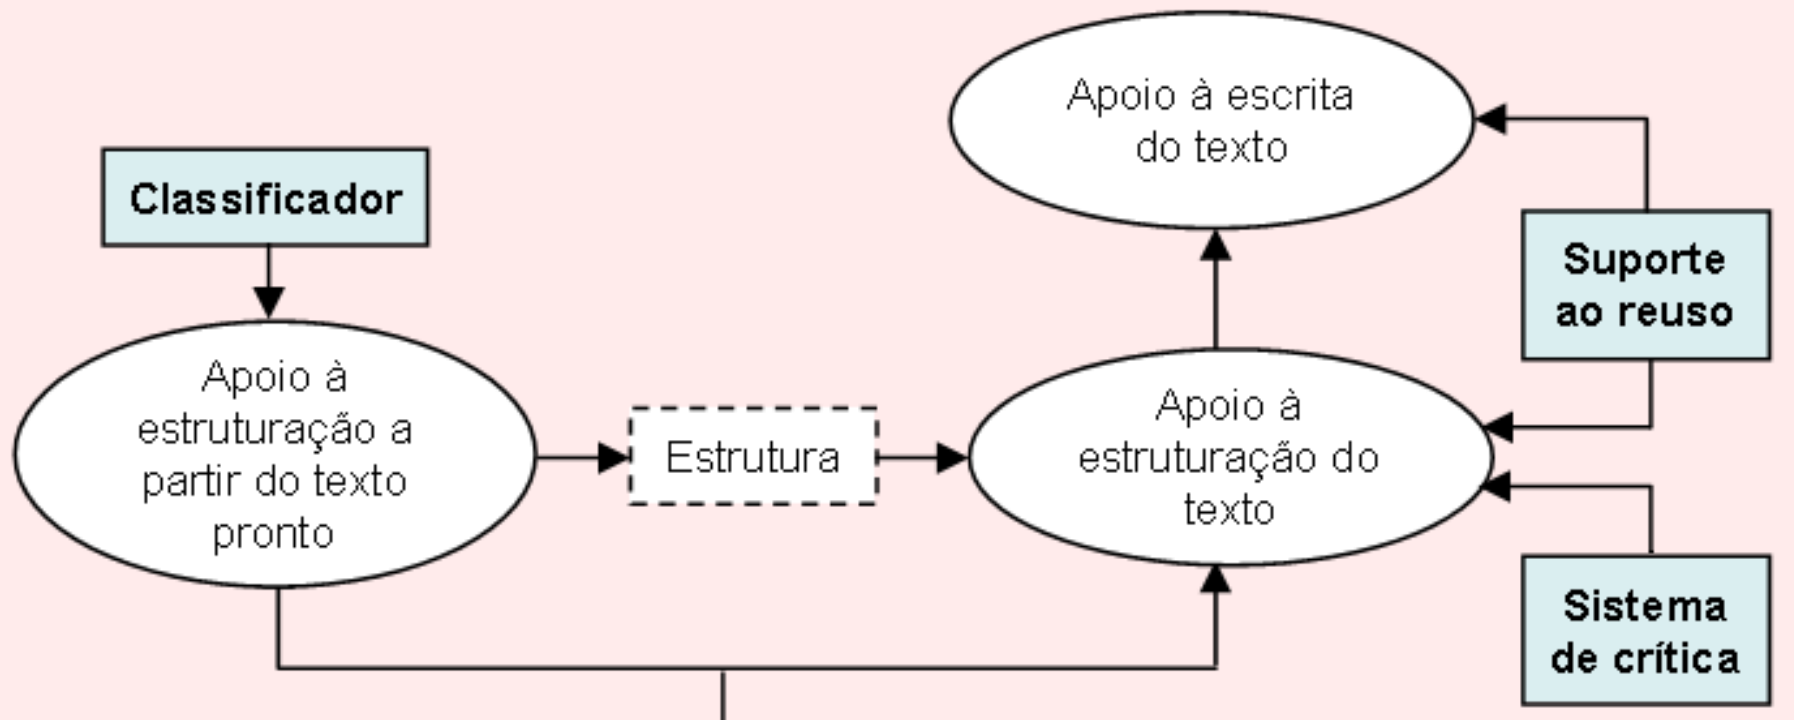 Apoio à escrita
do texto
Classificador
Suporte
ao reuso
Apoio à
estruturação a
partir do texto
pronto
Estrutura
Apoio à
estruturação do
texto
Sistema
de crítica